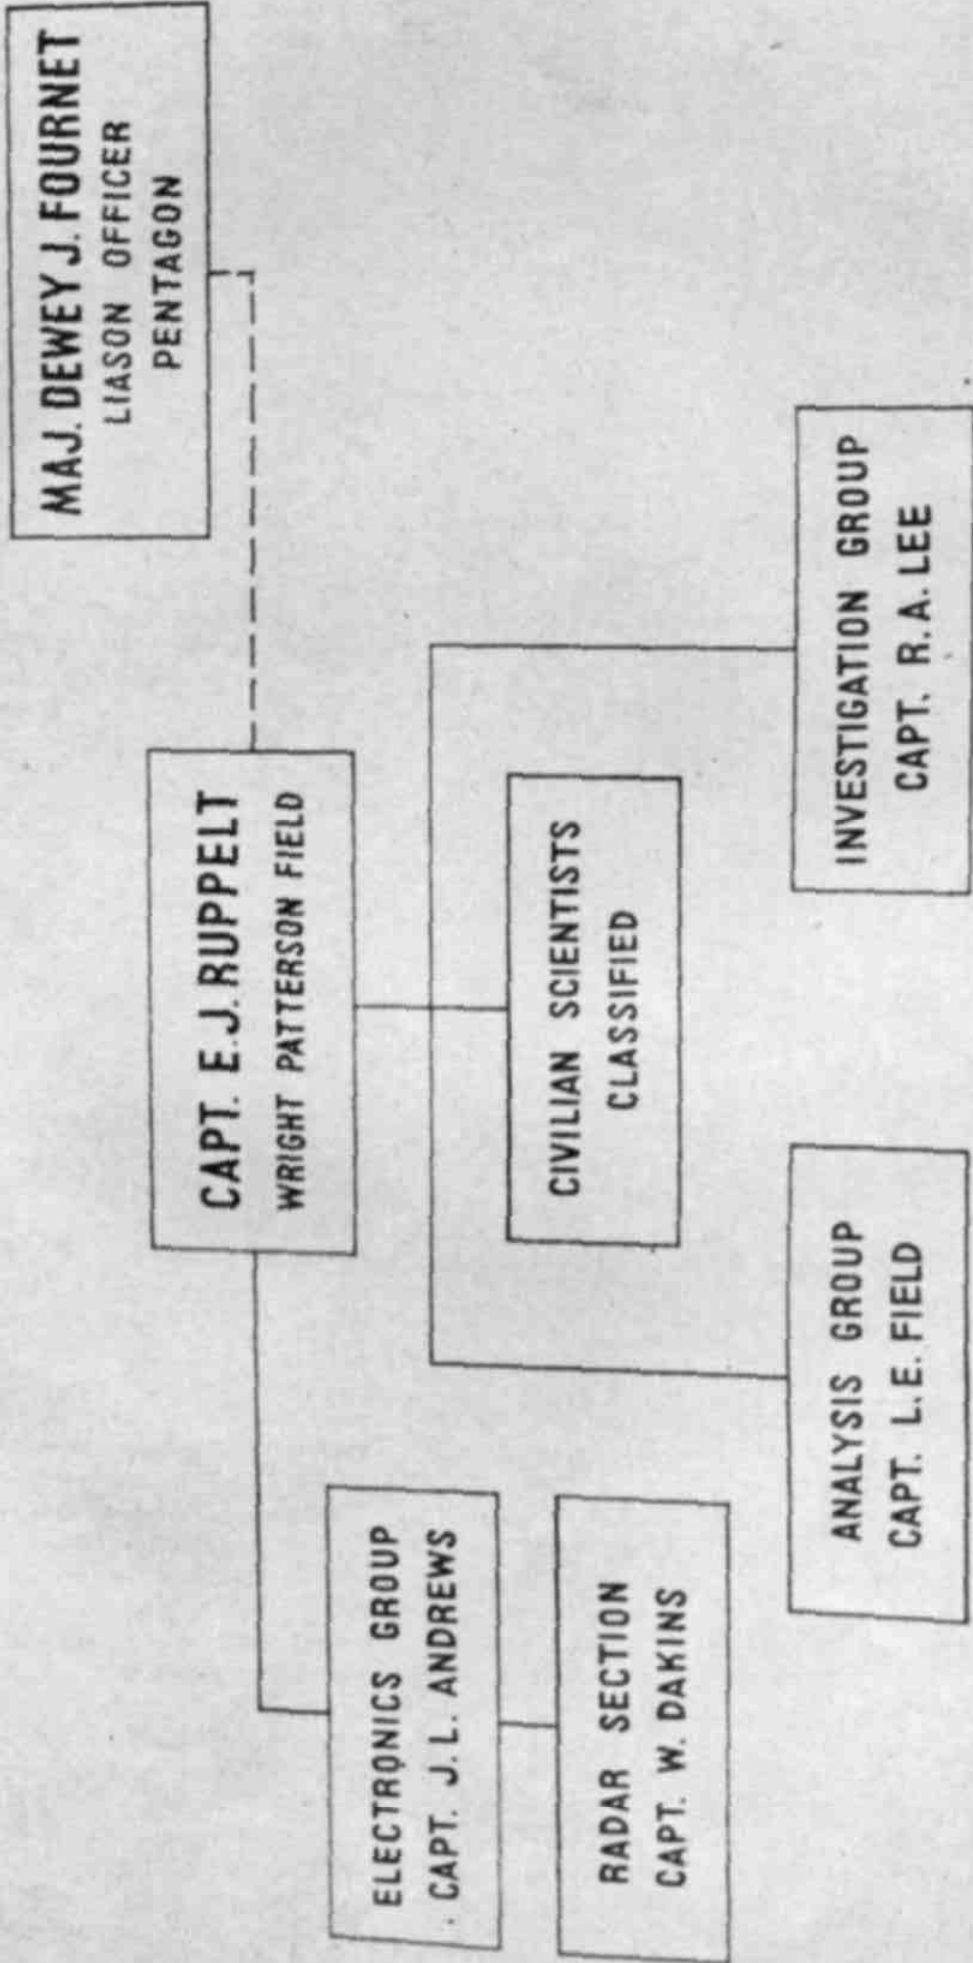 MAJ. DEWEY J. FOURNET
LIASON OFFICER
PENTAGON
CAPT. E. J. RUPPELT
WRIGHT PATTERSON FIELD
ELECTRONICS GROUP
CAPT. J. L. ANDREWS
RADAR SECTION
CAPT. W. DAKINS
CIVILIAN SCIENTISTS
CLASSIFIED
ANALYSIS GROUP
CAPT. L. E. FIELD
INVESTIGATION GROUP
CAPT. R. A. LEE